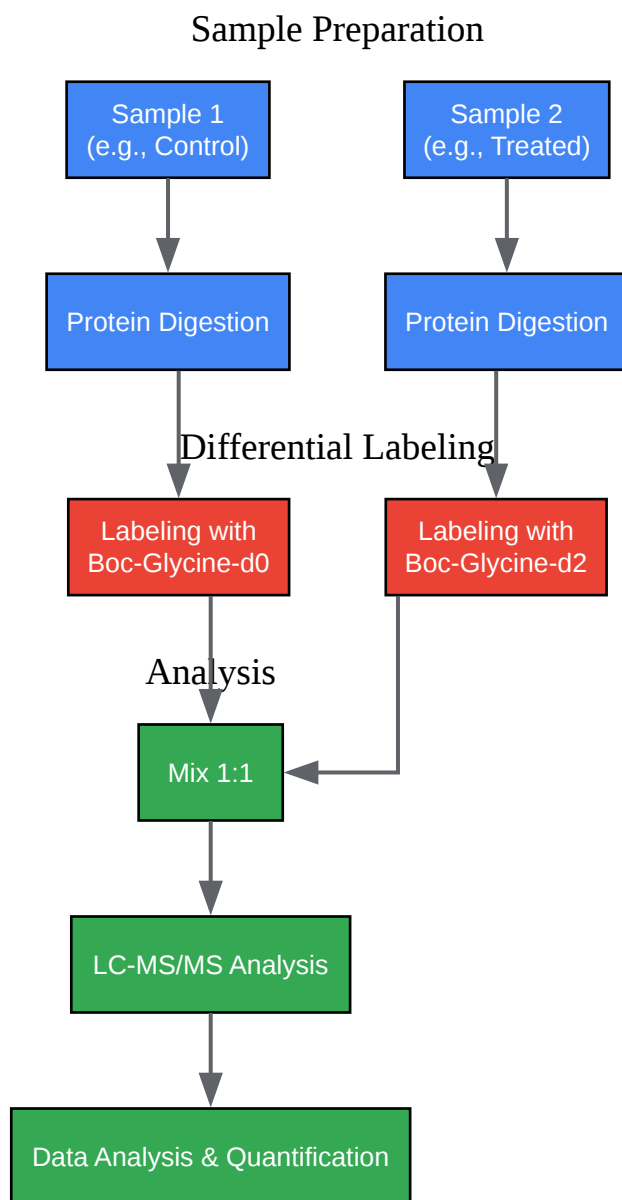 Sample Preparation
Sample 1
(e.g., Control)
Sample 2
(e.g., Treated)
Protein Digestion
Protein Digestion
Differential Labeling
Labeling with
Boc-Glycine-d0
Labeling with
Boc-Glycine-d2
Analysis
Mix 1:1
LC-MS/MS Analysis
Data Analysis & Quantification